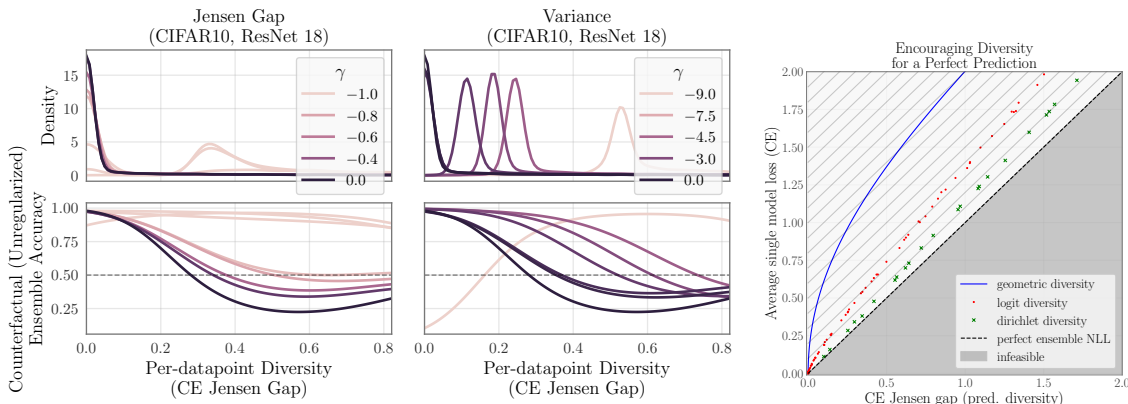 Jensen Gap
(CIFAR10, ResNet 18)
Density
15
10
5
0
γ
−1.0
−0.8
−0.6
−0.4
0.0
Variance
(CIFAR10, ResNet 18)
γ
−9.0
−7.5
−4.5
−3.0
0.0
Counterfactual (Unregularized)
Ensemble Accuracy
1.00
0.75
0.50
0.25
0.0
0.2
0.4
0.6
0.8
Per-datapoint Diversity
(CE Jensen Gap)
0.0
0.2
0.4
0.6
0.8
Per-datapoint Diversity
(CE Jensen Gap)
Encouraging Diversity
for a Perfect Prediction
Average single model loss (CE)
2.00
1.75
1.50
1.25
1.00
0.75
0.50
0.25
0.00
geometric diversity
logit diversity
dirichlet diversity
perfect ensemble NLL
infeasible
0.0
0.5
1.0
1.5
2.0
CE Jensen gap (pred. diversity)